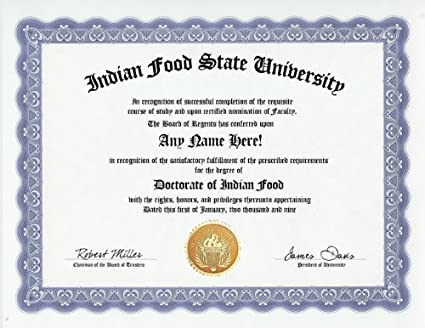 Indian Food State University
In recognition of successful completion of the requisite
course of study and upon certified nomination of Faculty.
The Board of Regents has conferred upon
Any Name Here!
in recognition of the satisfactory fulfillment of the prescribed requirements
for the degree of
Doctorate of Indian Food
with the rights, honors, and privileges thereunto appertaining
Dated this first of January, two thousand and nine
Robert Miller
Chairman of the Board of Trustees
James Davis
President of University